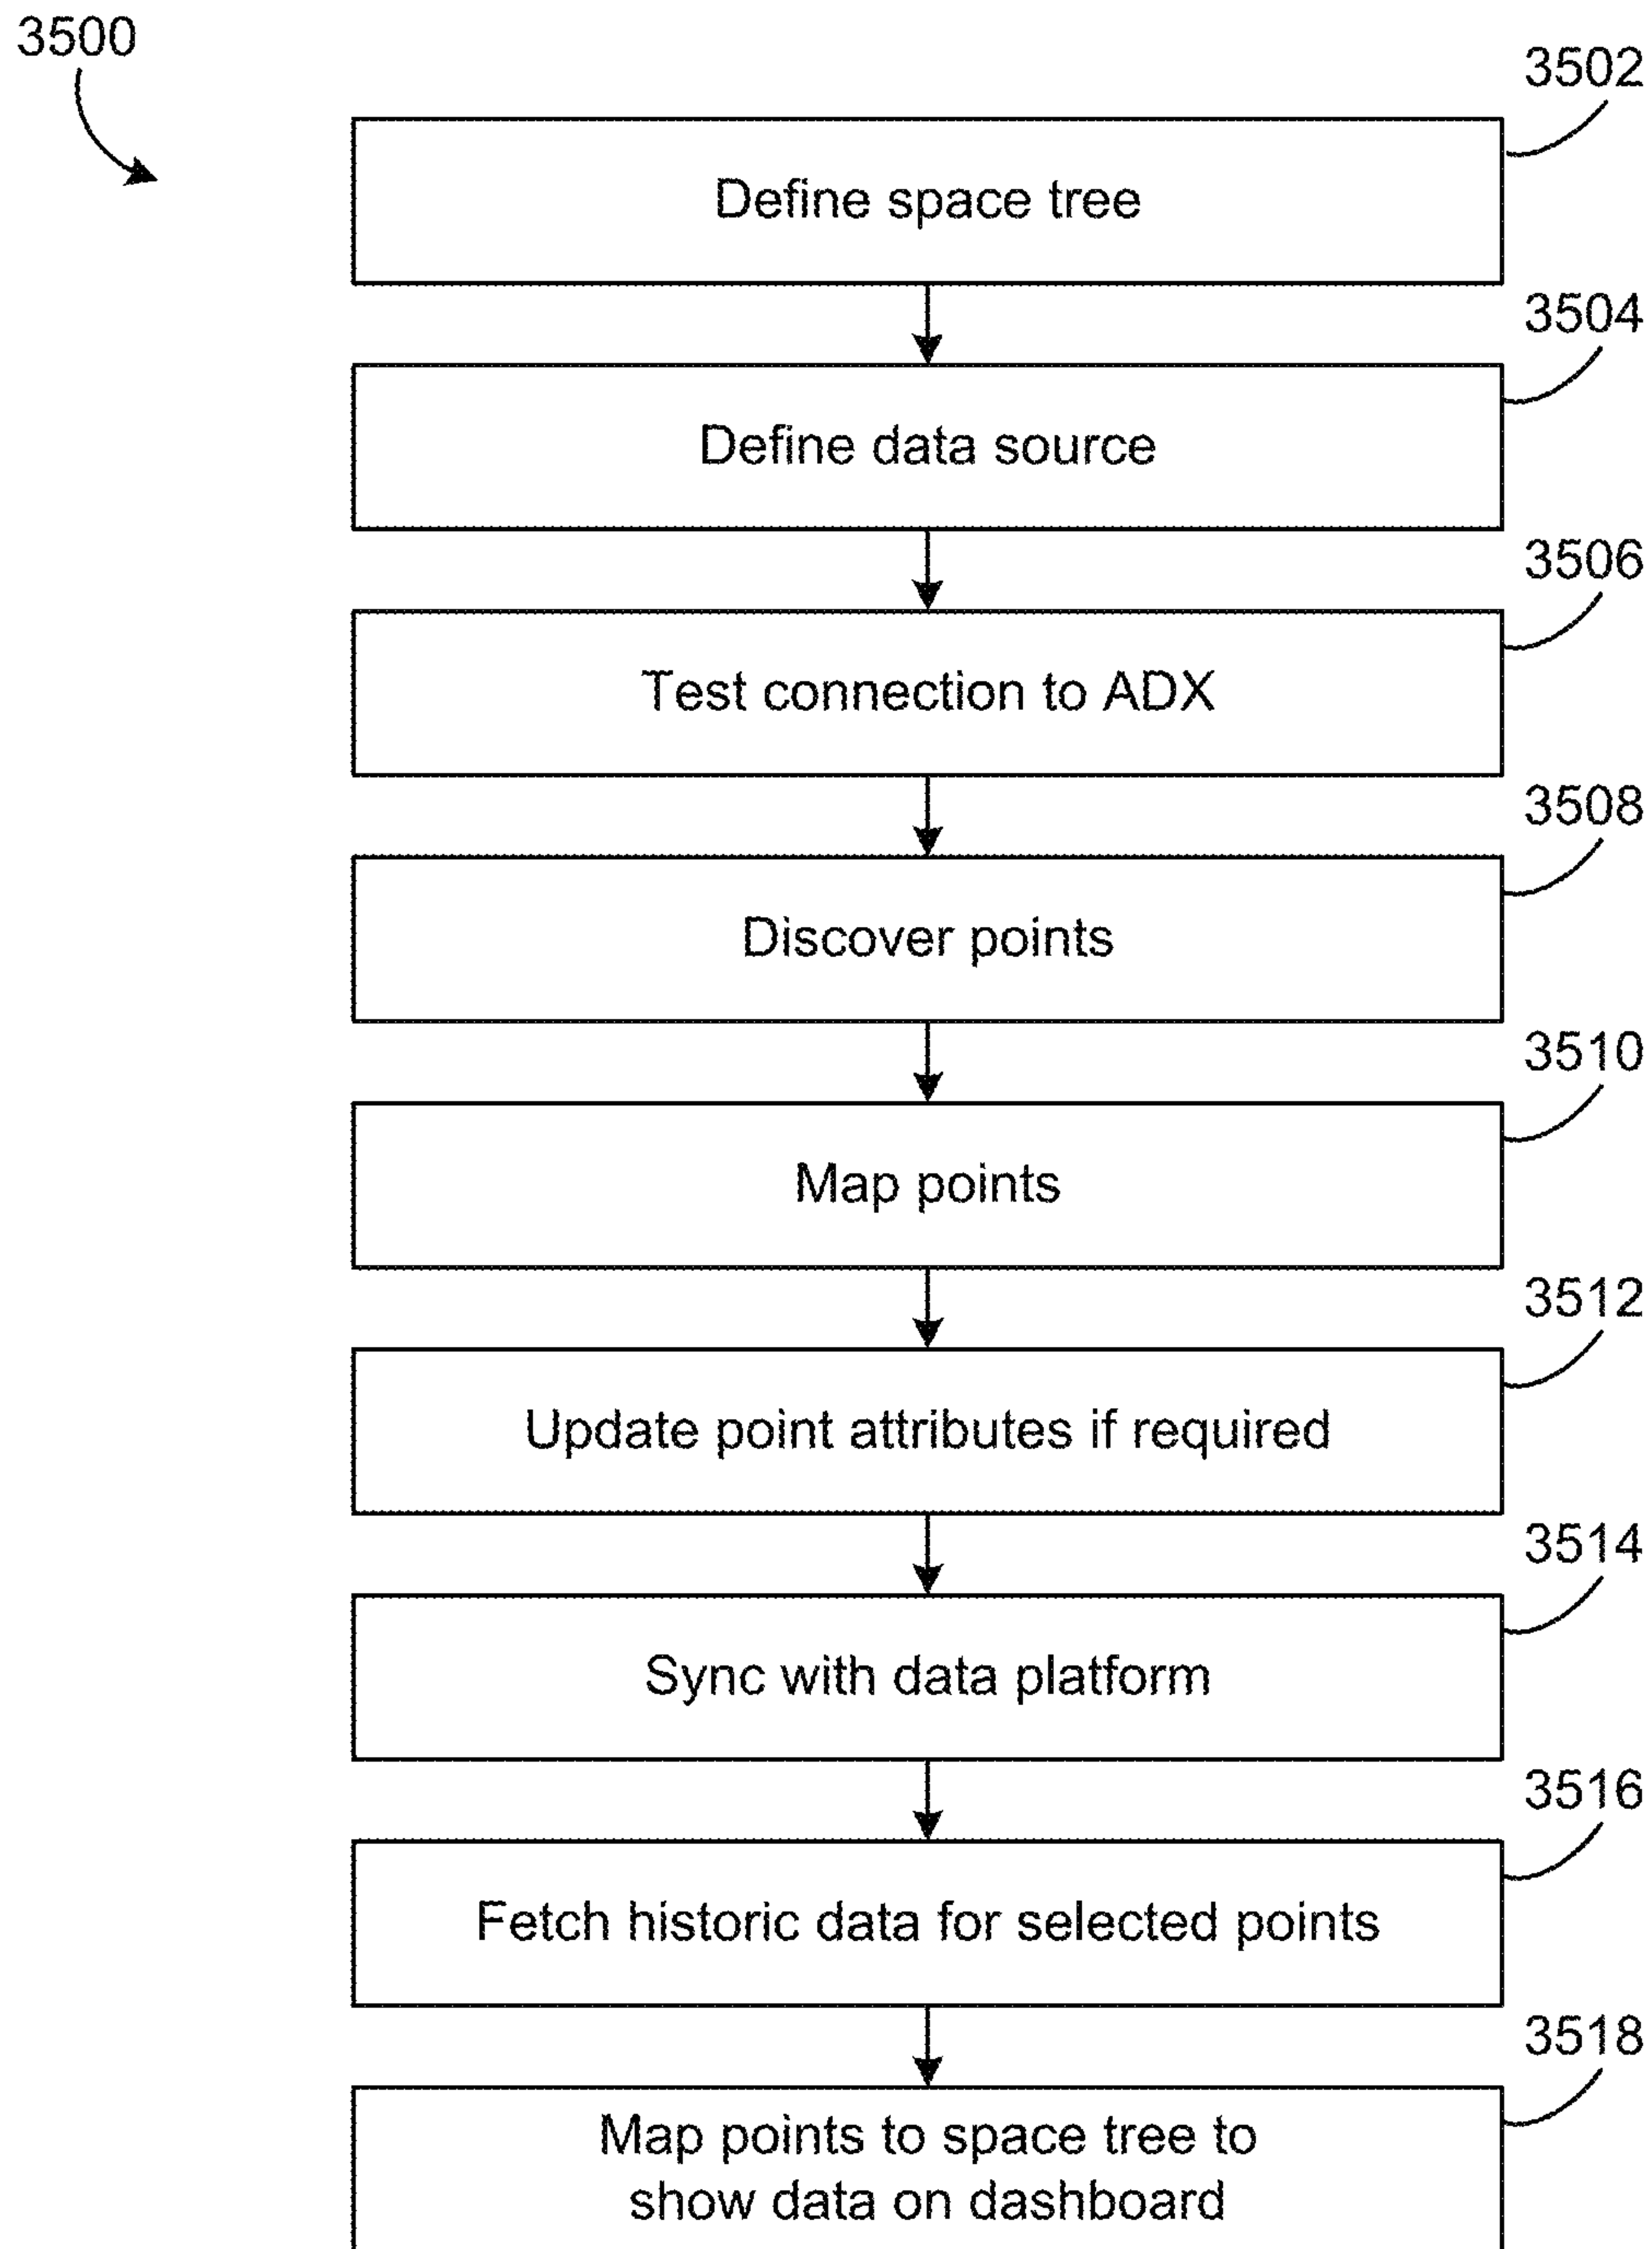 3500
3502
Define space tree
3504
Define data source
3506
Test connection to ADX
3508
Discover points
3510
Map points
3512
Update point attributes if required
3514
Sync with data platform
3516
Fetch historic data for selected points
3518
Map points to space tree to
show data on dashboard